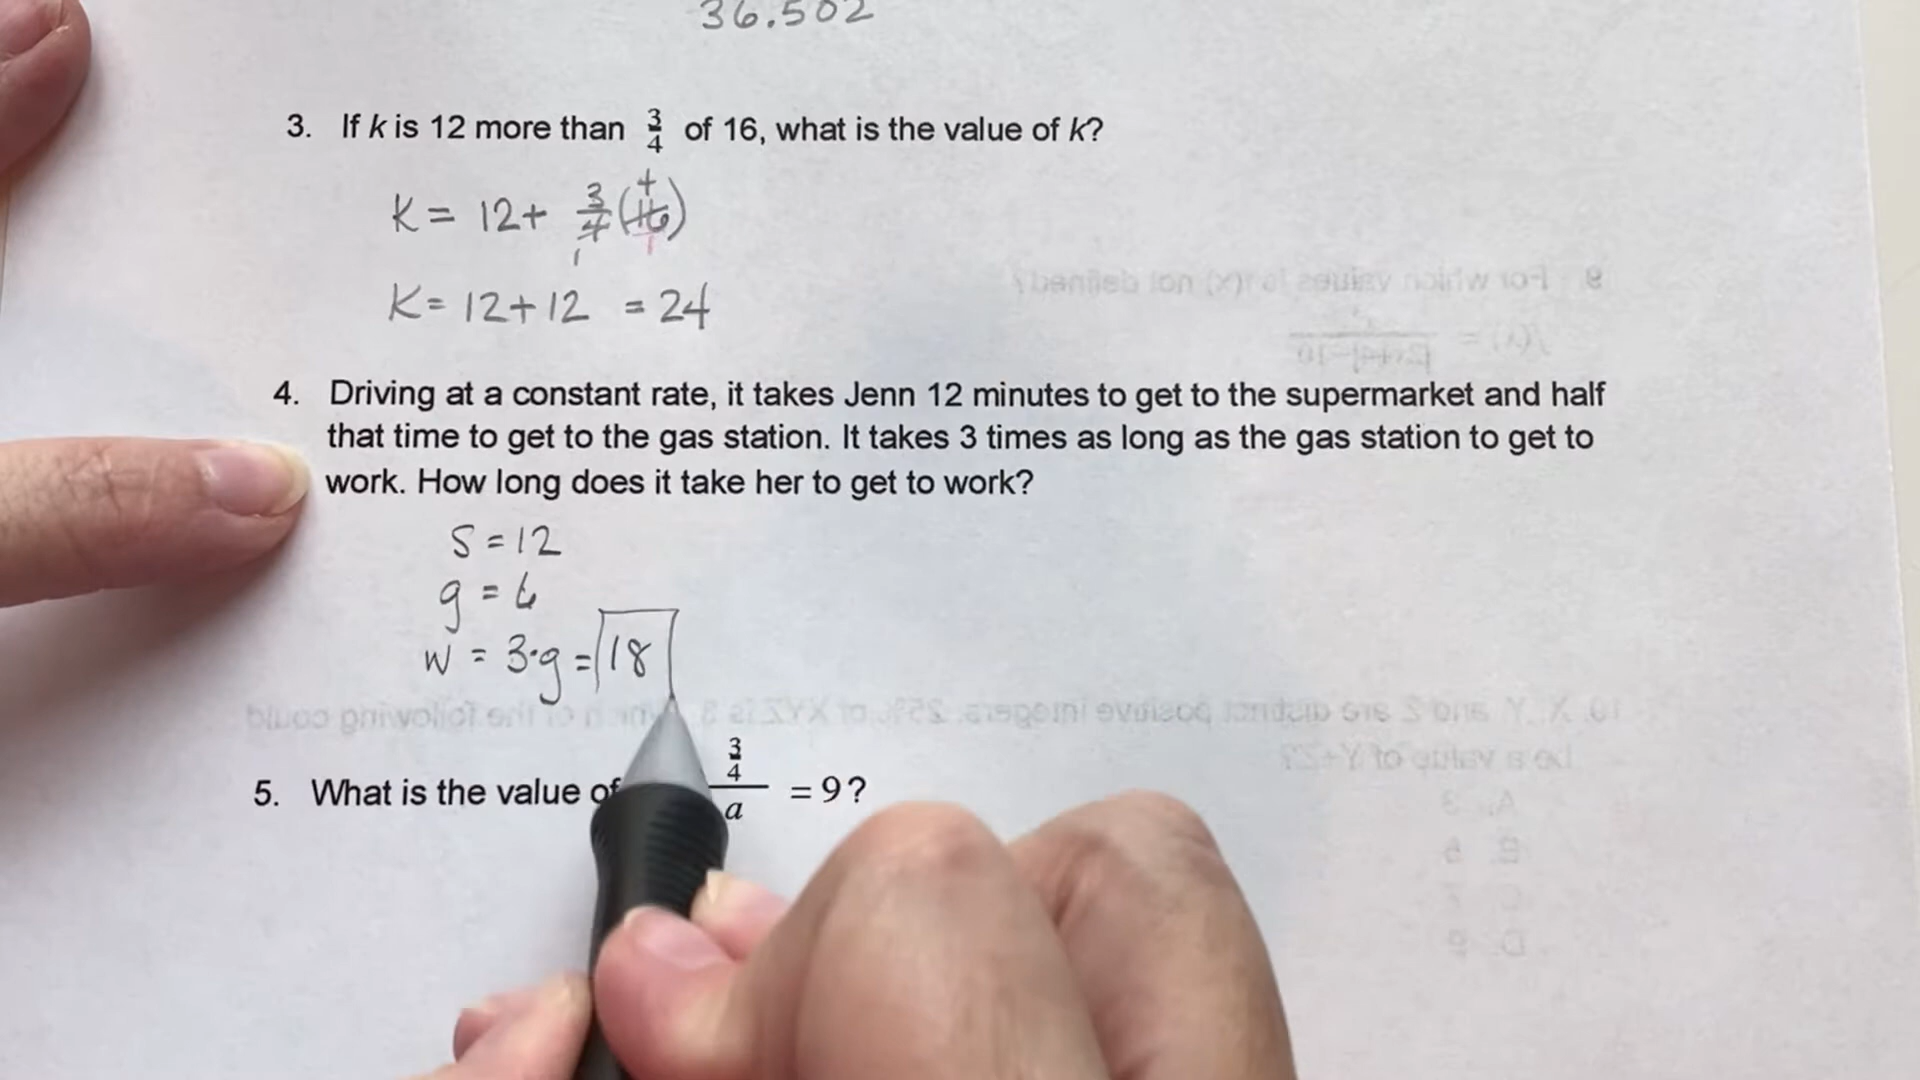 36.502
3. If k is 12 more than 3/4 of 16, what is the value of k?
K = 12 + 3/4 (16) 4
1 1
K = 12 + 12 = 24
4. Driving at a constant rate, it takes Jenn 12 minutes to get to the supermarket and half
that time to get to the gas station. It takes 3 times as long as the gas station to get to
work. How long does it take her to get to work?
S = 12
g = 6
W = 3·g = 18
5. What is the value of 3/4 / a = 9?